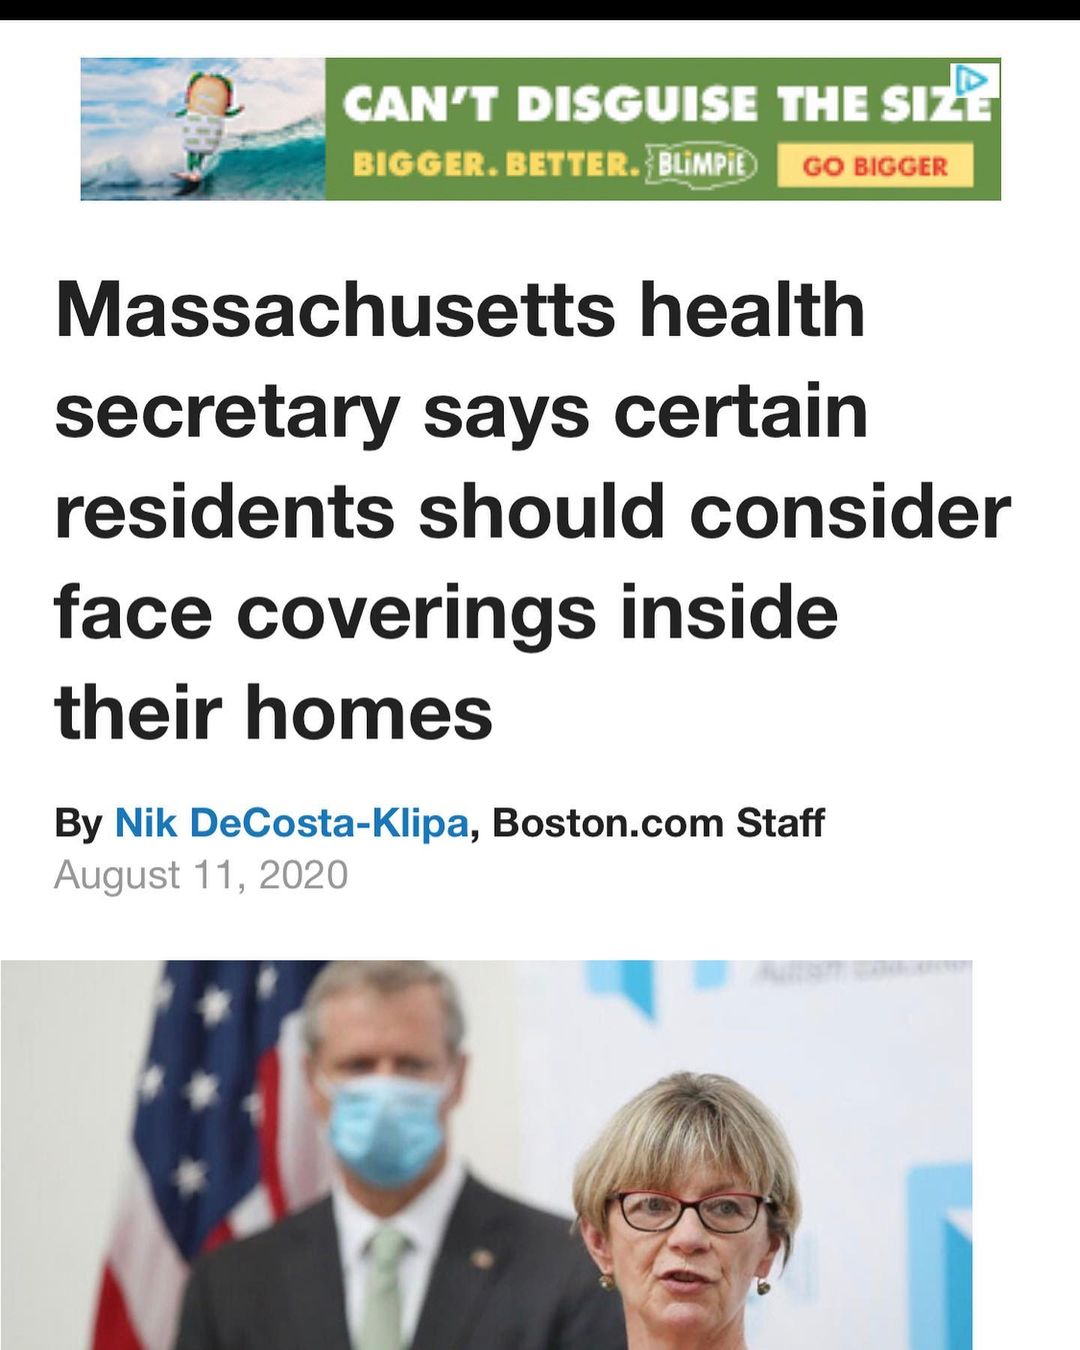 CAN'T DISGUISE THE SIZE
BIGGER. BETTER. BLiMPiE GO BIGGER
Massachusetts health
secretary says certain
residents should consider
face coverings inside
their homes
By Nik DeCosta-Klipa, Boston.com Staff
August 11, 2020